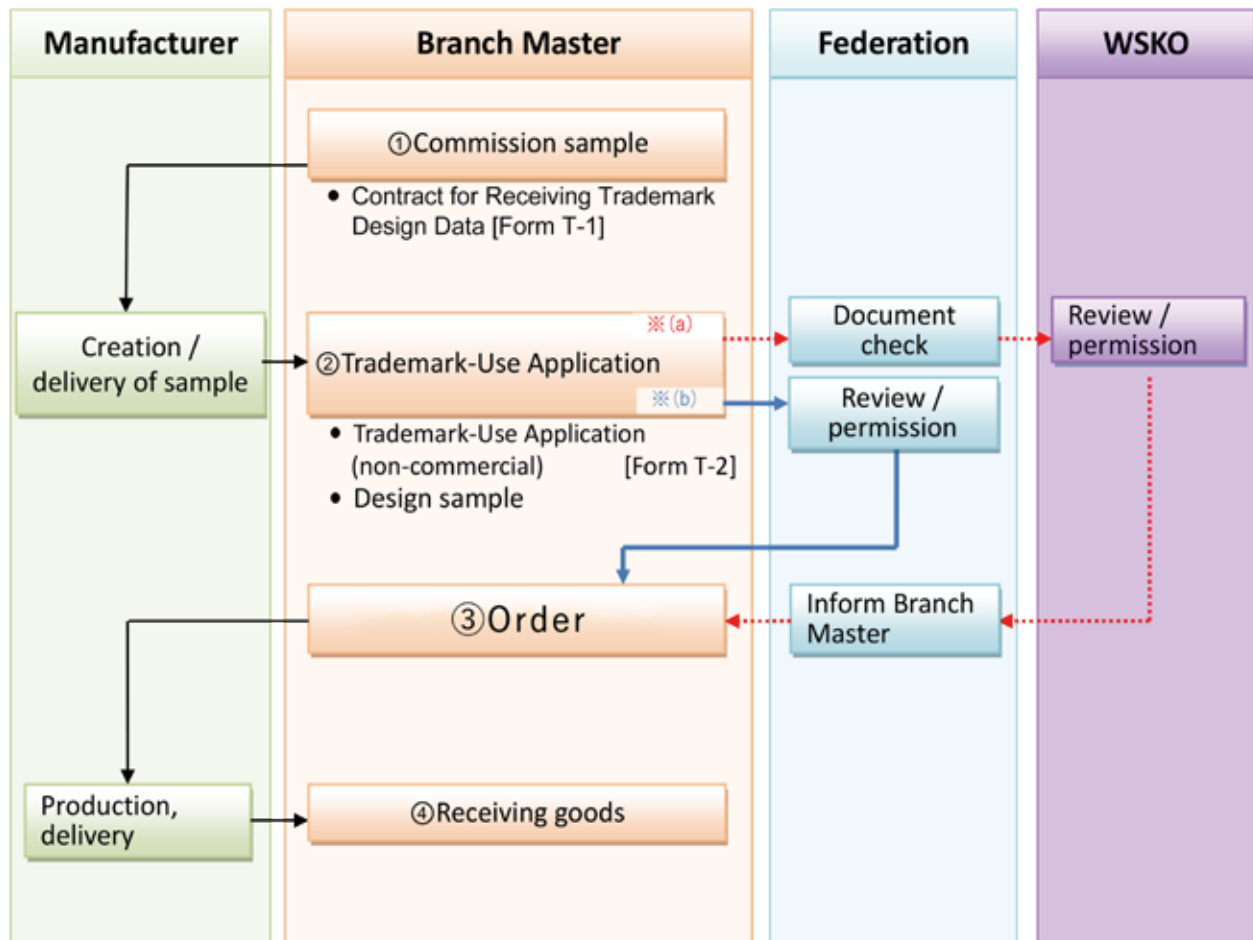 Manufacturer
Branch Master
Federation
WSKO
①Commission sample
• Contract for Receiving Trademark
Design Data [Form T-1]
Creation /
delivery of sample
※(a)
②Trademark-Use Application
※(b)
• Trademark-Use Application
(non-commercial) [Form T-2]
• Design sample
Document
check
Review /
permission
Review /
permission
③Order
Inform Branch
Master
Production,
delivery
④Receiving goods